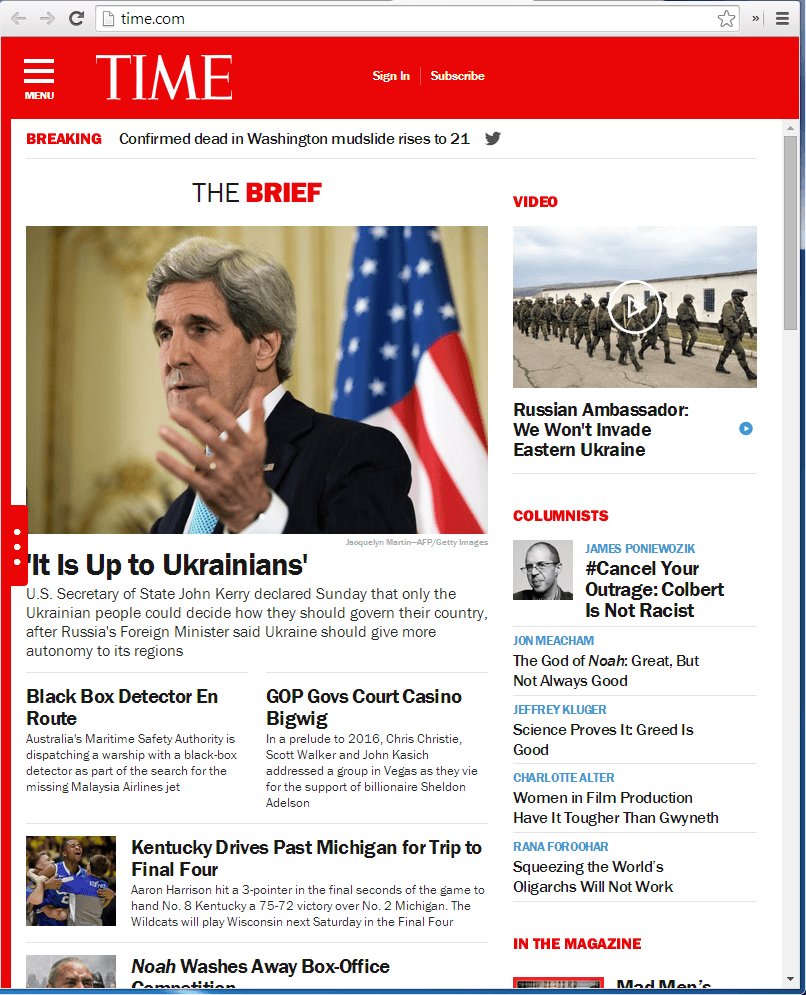 time.com
MENU
TIME
Sign In
Subscribe
BREAKING Confirmed dead in Washington mudslide rises to 21
THE BRIEF
Jacquelyn Martin—AFP/Getty Images
'It Is Up to Ukrainians'
U.S. Secretary of State John Kerry declared Sunday that only the
Ukrainian people could decide how they should govern their country,
after Russia's Foreign Minister said Ukraine should give more
autonomy to its regions
Black Box Detector En
Route
Australia's Maritime Safety Authority is
dispatching a warship with a black-box
detector as part of the search for the
missing Malaysia Airlines jet
GOP Govs Court Casino
Bigwig
In a prelude to 2016, Chris Christie,
Scott Walker and John Kasich
addressed a group in Vegas as they vie
for the support of billionaire Sheldon
Adelson
Kentucky Drives Past Michigan for Trip to
Final Four
Aaron Harrison hit a 3-pointer in the final seconds of the game to
hand No. 8 Kentucky a 75-72 victory over No. 2 Michigan. The
Wildcats will play Wisconsin next Saturday in the Final Four
Noah Washes Away Box-Office
Competition
VIDEO
Russian Ambassador:
We Won't Invade
Eastern Ukraine
COLUMNISTS
JAMES PONIEWOZIK
#Cancel Your
Outrage: Colbert
Is Not Racist
JON MEACHAM
The God of Noah: Great, But
Not Always Good
JEFFREY KLUGER
Science Proves It: Greed Is
Good
CHARLOTTE ALTER
Women in Film Production
Have It Tougher Than Gwyneth
RANA FOROOHAR
Squeezing the World's
Oligarchs Will Not Work
IN THE MAGAZINE
Mad Men's